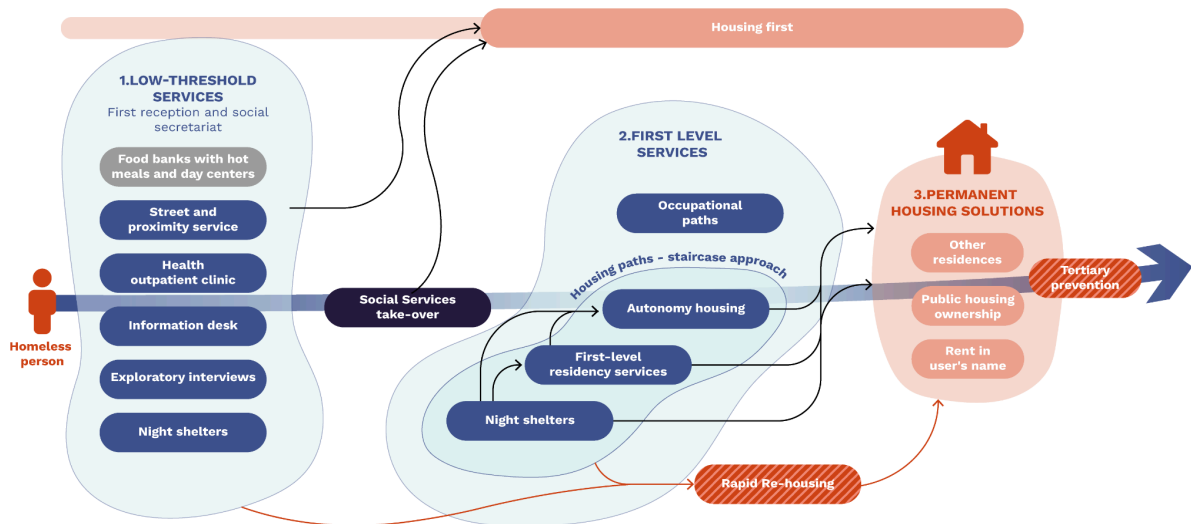 Housing first
1.LOW-THRESHOLD
SERVICES
First reception and social
secretariat
Food banks with hot
meals and day centers
Street and
proximity service
Health
outpatient clinic
Information desk
Exploratory interviews
Night shelters
Homeless
person
Social Services
take-over
2.FIRST LEVEL
SERVICES
Occupational
paths
Housing paths - staircase approach
Autonomy housing
First-level
residency services
Night shelters
Rapid Re-housing
3.PERMANENT
HOUSING SOLUTIONS
Other
residences
Public housing
ownership
Rent in
user's name
Tertiary
prevention